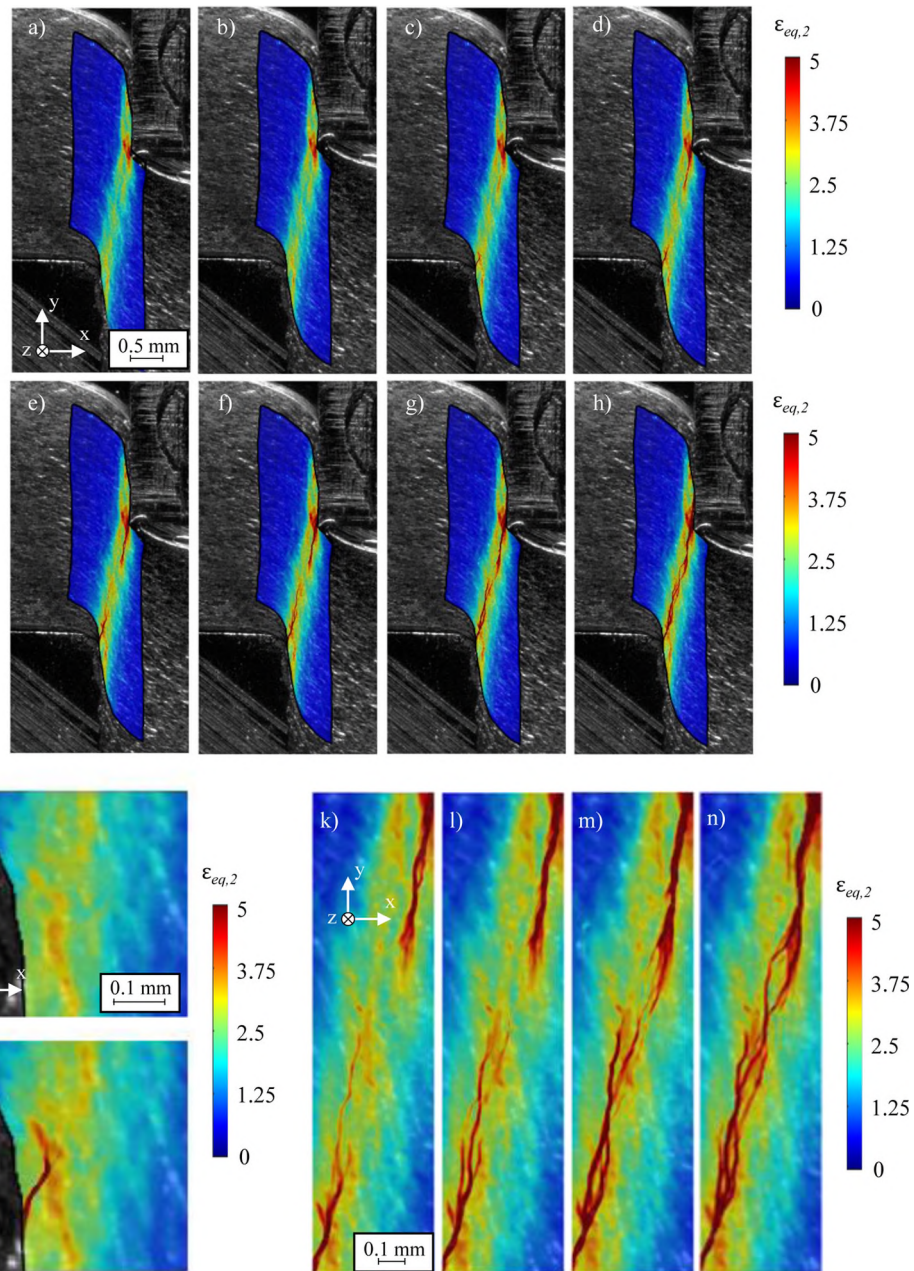 a)
b)
c)
d)
εeq,2
5
3.75
2.5
1.25
0
y
x
z
0.5 mm
e)
f)
g)
h)
εeq,2
5
3.75
2.5
1.25
0
x
0.1 mm
εeq,2
5
3.75
2.5
1.25
0
k)
l)
m)
n)
y
x
z
0.1 mm
εeq,2
5
3.75
2.5
1.25
0